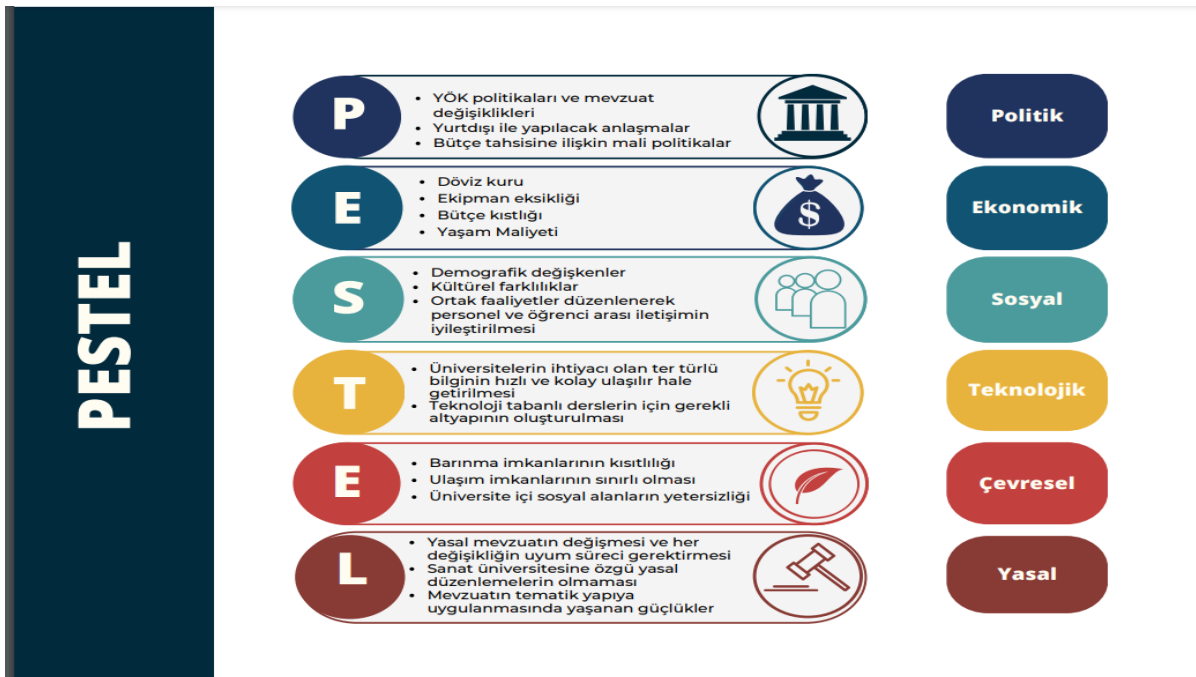 PESTEL
P
• YÖK politikaları ve mevzuat
değişiklikleri
• Yurtdışı ile yapılacak anlaşmalar
• Bütçe tahsisine ilişkin mali politikalar
Politik
E
• Döviz kuru
• Ekipman eksikliği
• Bütçe kıstlığı
• Yaşam Maliyeti
$
Ekonomik
S
• Demografik değişkenler
• Kültürel farklılıklar
• Ortak faaliyetler düzenlenerek
personel ve öğrenci arası iletişimin
iyileştirilmesi
Sosyal
T
• Üniversitelerin ihtiyacı olan ter türlü
bilginin hızlı ve kolay ulaşılır hale
getirilmesi
• Teknoloji tabanlı derslerin için gerekli
altyapının oluşturulması
Teknolojik
E
• Barınma imkanlarının kısıtlılığı
• Ulaşım imkanlarının sınırlı olması
• Üniversite içi sosyal alanların yetersizliği
Çevresel
L
• Yasal mevzuatın değişmesi ve her
değişikliğin uyum süreci gerektirmesi
• Sanat üniversitesine özgü yasal
düzenlemelerin olmaması
• Mevzuatın tematik yapıya
uygulanmasında yaşanan güçlükler
Yasal